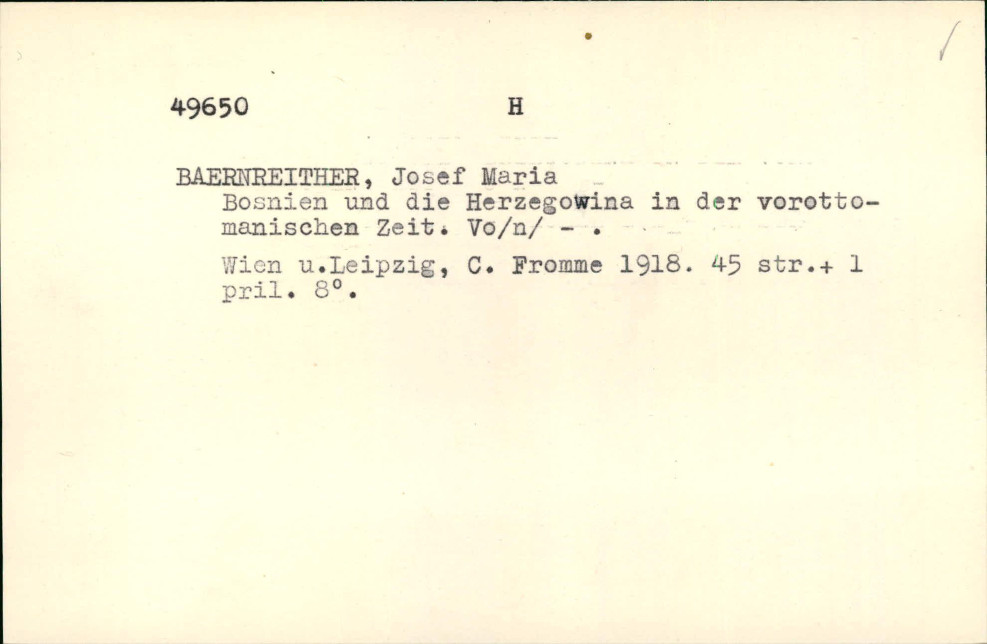 49650 H
BAERNREITHER, Josef Maria
Bosnien und die Herzegowina in der vorotto-
manischen Zeit. Vo/n/ - .
Wien u.Leipzig, C. Fromme 1918. 45 str.+ 1
pril. 8°.